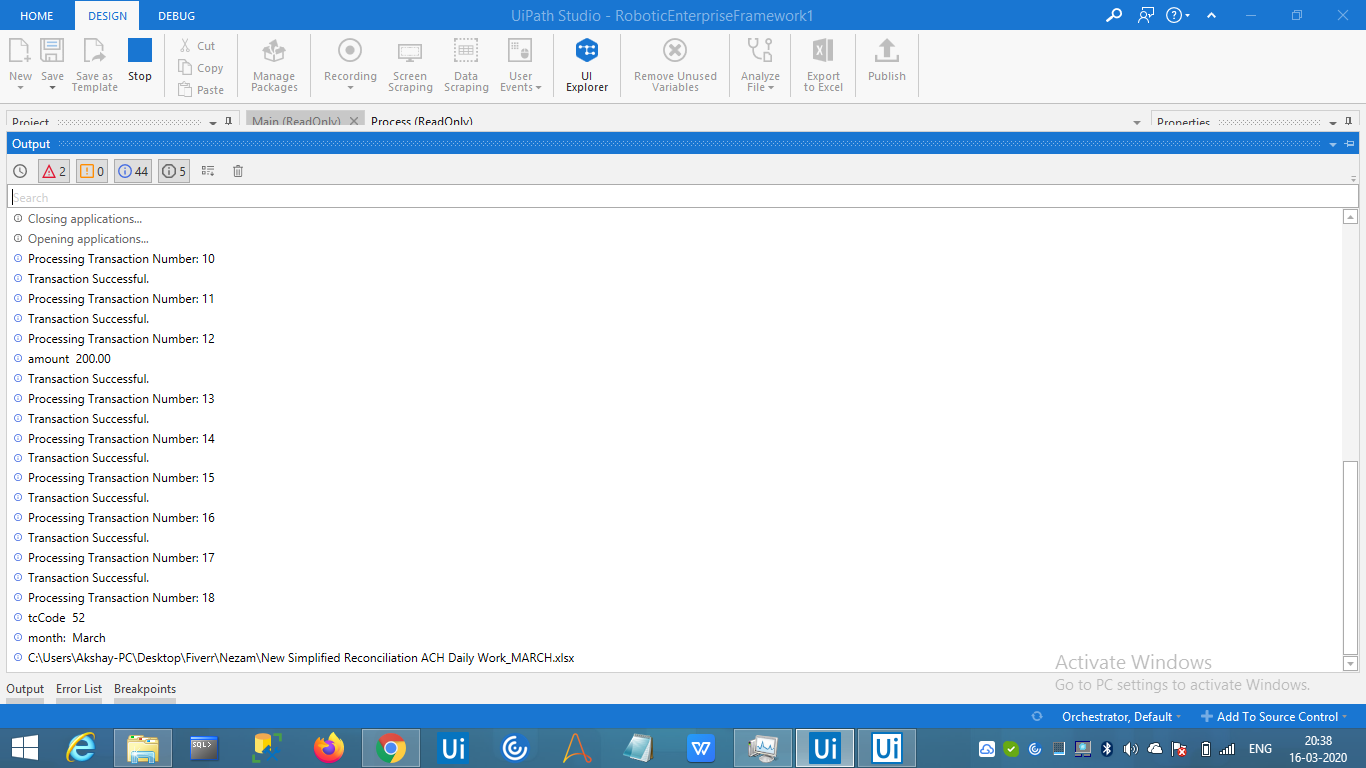 HOME DESIGN DEBUG UiPath Studio - RoboticEnterpriseFramework1
New Save Save as Template Stop Cut Copy Paste Manage Packages Recording Screen Scraping Data Scraping User Events UI Explorer Remove Unused Variables Analyze File Export to Excel Publish
Project Main (ReadOnly) Process (ReadOnly) Properties
Output
2 0 44 5
Search
Closing applications...
Opening applications...
Processing Transaction Number: 10
Transaction Successful.
Processing Transaction Number: 11
Transaction Successful.
Processing Transaction Number: 12
amount 200.00
Transaction Successful.
Processing Transaction Number: 13
Transaction Successful.
Processing Transaction Number: 14
Transaction Successful.
Processing Transaction Number: 15
Transaction Successful.
Processing Transaction Number: 16
Transaction Successful.
Processing Transaction Number: 17
Transaction Successful.
Processing Transaction Number: 18
tcCode 52
month: March
C:\Users\Akshay-PC\Desktop\Fiverr\Nezam\New Simplified Reconciliation ACH Daily Work_MARCH.xlsx
Activate Windows
Go to PC settings to activate Windows.
Output Error List Breakpoints
Orchestrator, Default Add To Source Control
SQL> Ui W Ui Ui ENG 20:38
16-03-2020